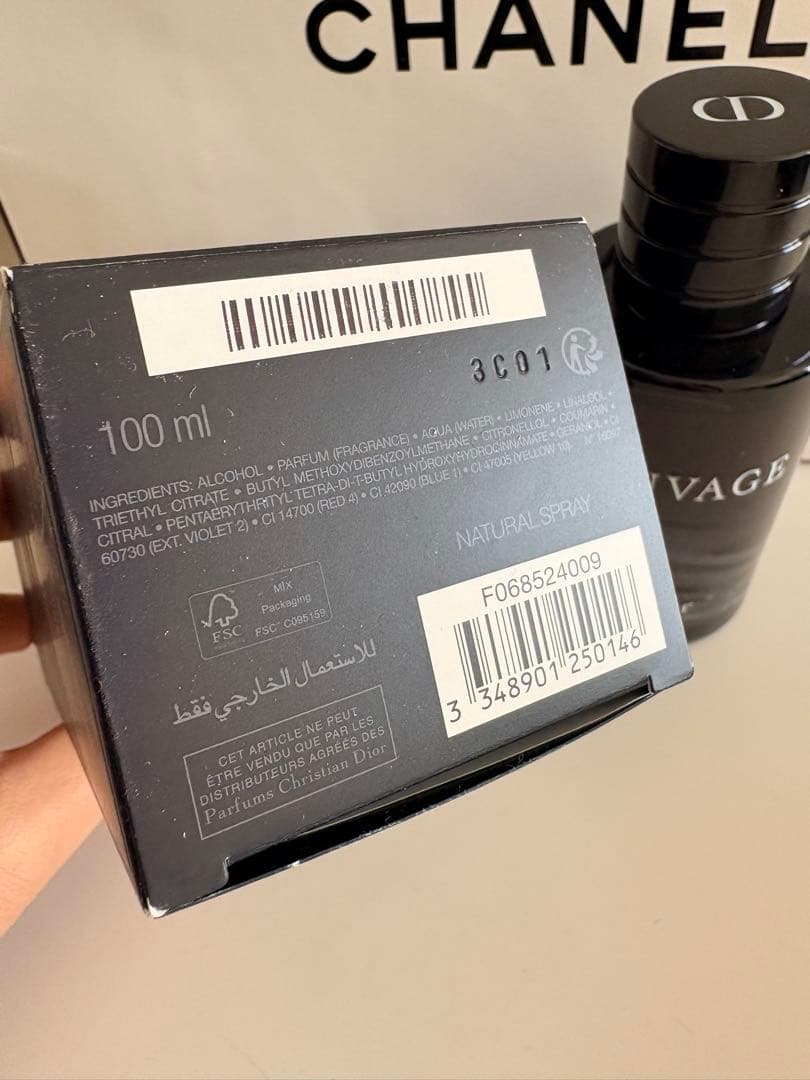 CHANEL
CD
3C01
100 ml
INGREDIENTS: ALCOHOL • PARFUM (FRAGRANCE) • AQUA (WATER) • LIMONENE • LINALOOL •
TRIETHYL CITRATE • BUTYL METHOXYDIBENZOYLMETHANE • CITRONELLOL • COUMARIN •
CITRAL • PENTAERYTHRITYL TETRA-DI-T-BUTYL HYDROXYHYDROCINNAMATE • GERANIOL • CI
60730 (EXT. VIOLET 2) • CI 14700 (RED 4) • CI 42090 (BLUE 1) • CI 47005 (YELLOW 10).
NATURAL SPRAY
UVAGE
MIX
Packaging
FSC™ C095159
FSC
F068524009
3 348901 250146
للاستعمال الخارجي فقط
CET ARTICLE NE PEUT
ÊTRE VENDU QUE PAR LES
DISTRIBUTEURS AGRÉÉS DES
Parfums Christian Dior